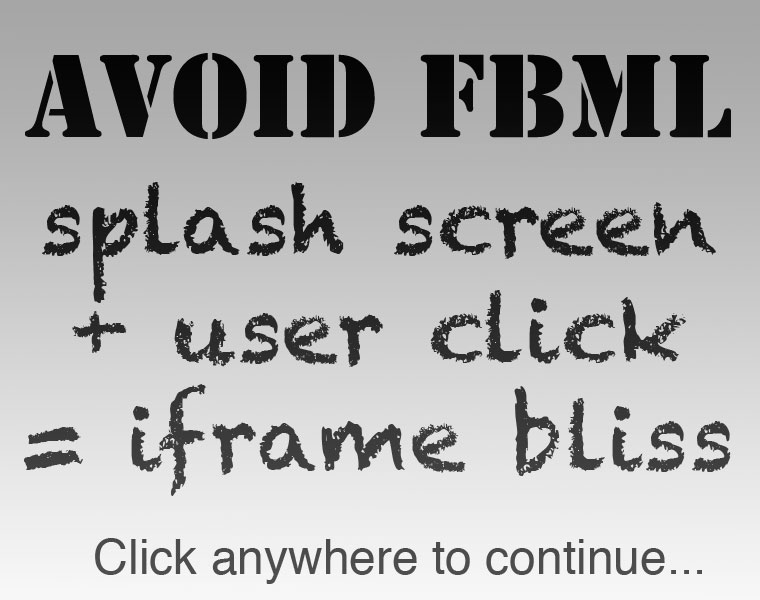 AVOID FBML
splash screen
+ user click
= iframe bliss
Click anywhere to continue...